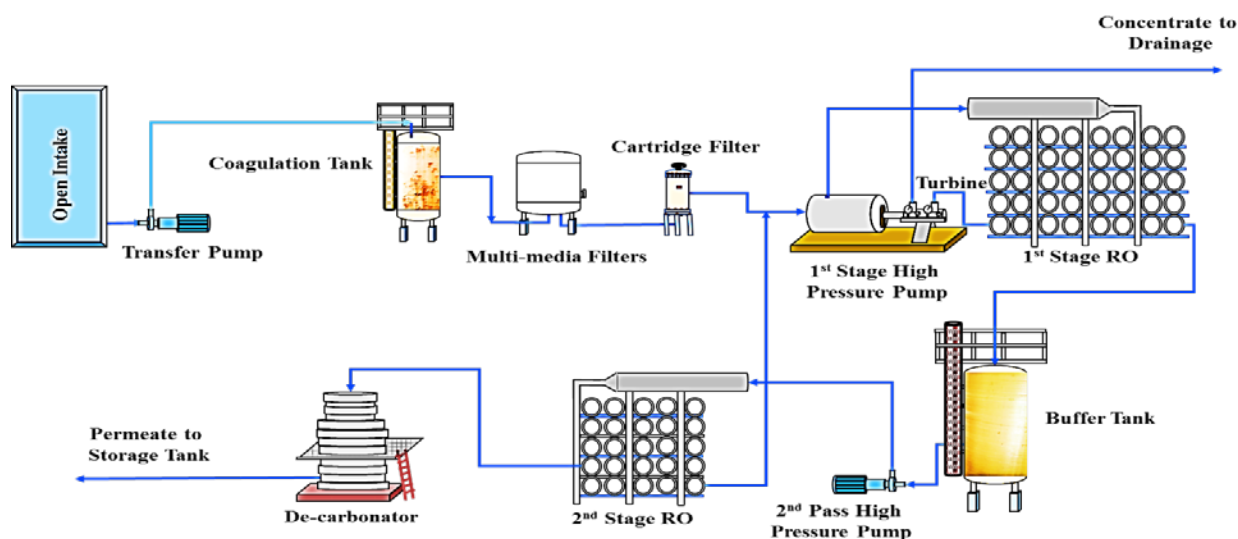 Concentrate to
Drainage
Open Intake
Coagulation Tank
Cartridge Filter
Turbine
Transfer Pump
Multi-media Filters
1st Stage High
Pressure Pump
1st Stage RO
Buffer Tank
Permeate to
Storage Tank
De-carbonator
2nd Stage RO
2nd Pass High
Pressure Pump